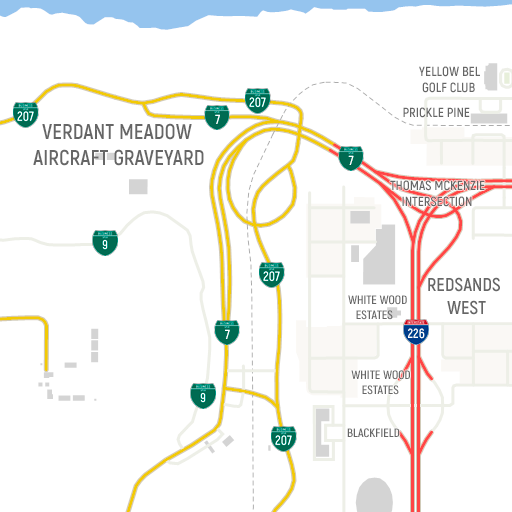 YELLOW BEL
GOLF CLUB
207
207
7
PRICKLE PINE
VERDANT MEADOW
AIRCRAFT GRAVEYARD
7
THOMAS MCKENZIE
INTERSECTION
9
207
REDSANDS
WEST
WHITE WOOD
ESTATES
7
226
WHITE WOOD
ESTATES
9
BLACKFIELD
207